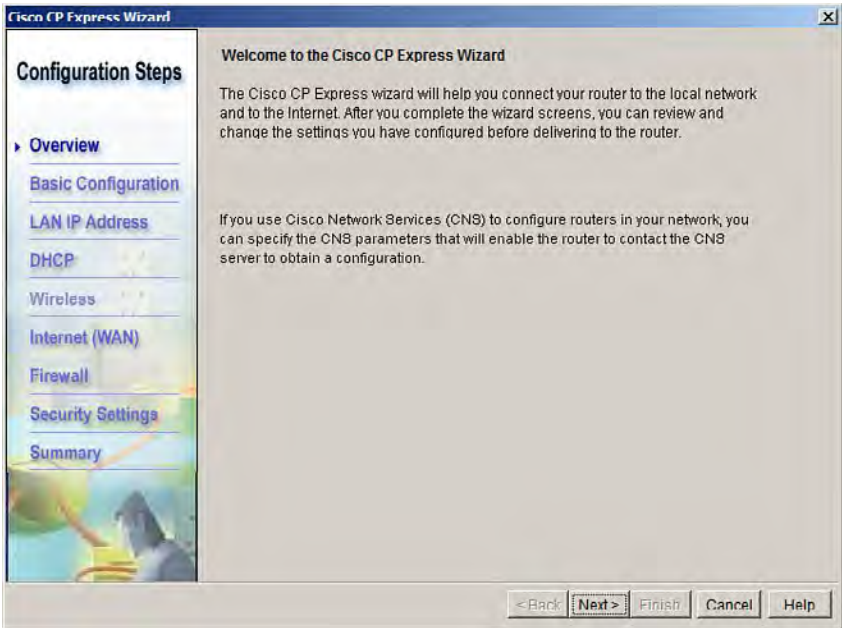 Cisco CP Express Wizard
Configuration Steps
Overview
Basic Configuration
LAN IP Address
DHCP
Wireless
Internet (WAN)
Firewall
Security Settings
Summary
Welcome to the Cisco CP Express Wizard
The Cisco CP Express wizard will help you connect your router to the local network
and to the Internet. After you complete the wizard screens, you can review and
change the settings you have configured before delivering to the router.
If you use Cisco Network Services (CNS) to configure routers in your network, you
can specify the CNS parameters that will enable the router to contact the CNS
server to obtain a configuration.
< Back Next > Finish Cancel Help